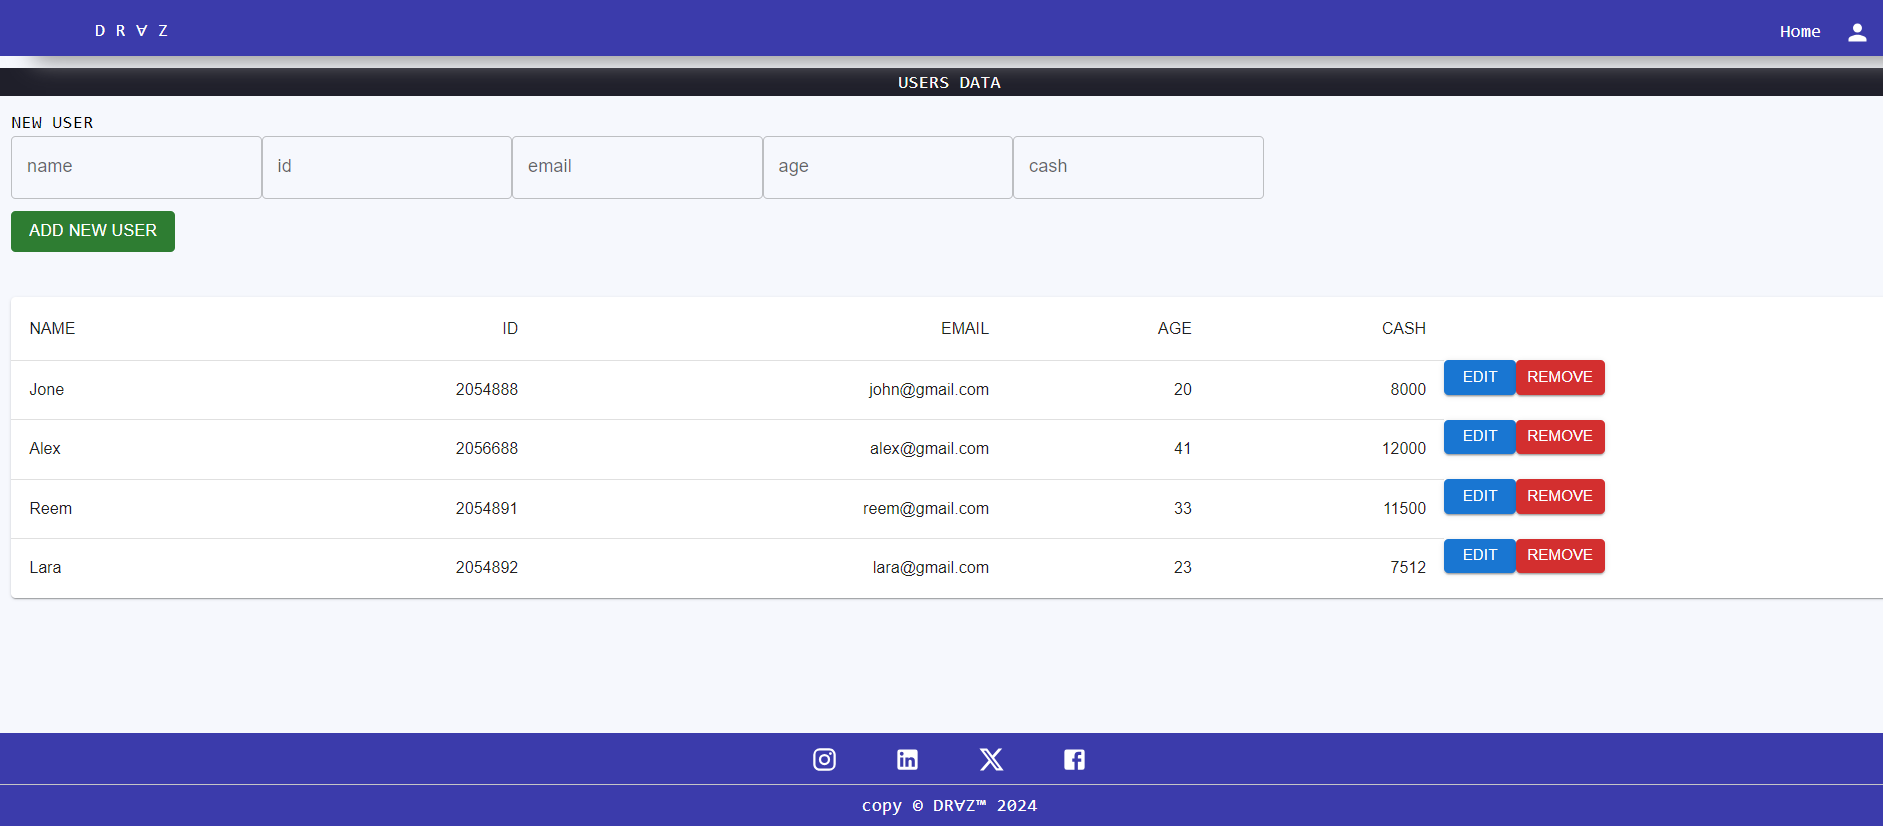 D R ∀ Z
Home
USERS DATA
NEW USER
name id email age cash
ADD NEW USER
NAME ID EMAIL AGE CASH
Jone 2054888 john@gmail.com 20 8000 EDIT REMOVE
Alex 2056688 alex@gmail.com 41 12000 EDIT REMOVE
Reem 2054891 reem@gmail.com 33 11500 EDIT REMOVE
Lara 2054892 lara@gmail.com 23 7512 EDIT REMOVE
copy © DR∀Z™ 2024